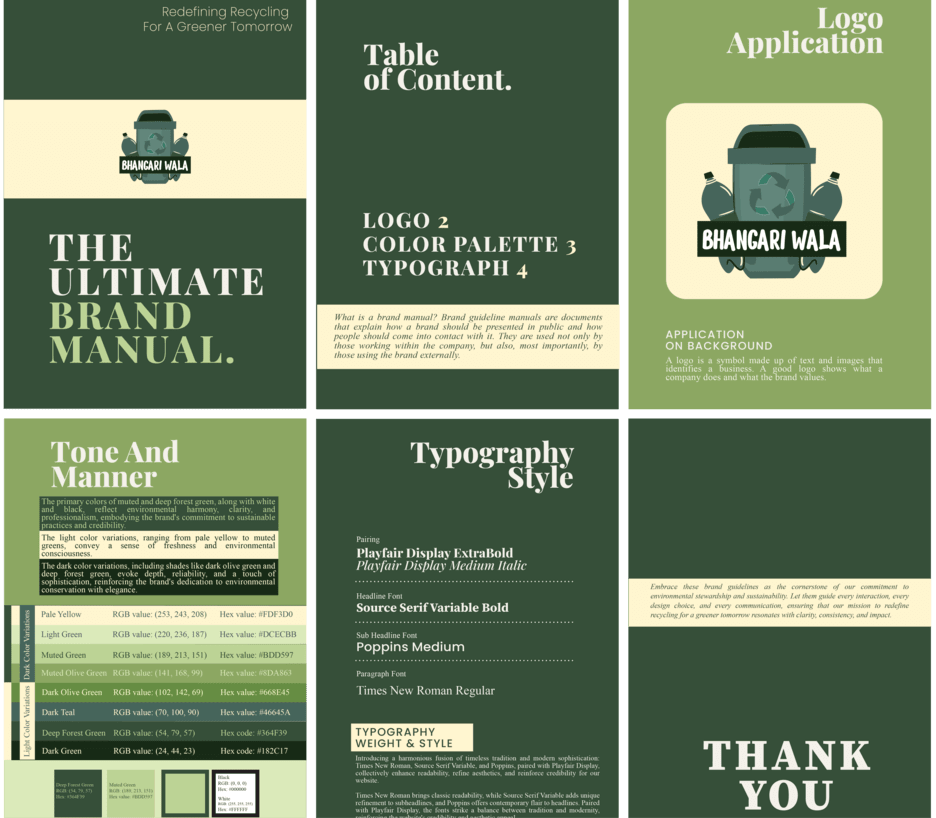 Redefining Recycling
For A Greener Tomorrow
BHANGARI WALA
THE
ULTIMATE
BRAND
MANUAL.
Table
of Content.
LOGO 2
COLOR PALETTE 3
TYPOGRAPH 4
What is a brand manual? Brand guideline manuals are documents
that explain how a brand should be presented in public and how
people should come into contact with it. They are used not only by
those working within the company, but also, most importantly, by
those using the brand externally.
Logo
Application
BHANGARI WALA
APPLICATION
ON BACKGROUND
A logo is a symbol made up of text and images that
identifies a business. A good logo shows what a
company does and what the brand values.
Tone And
Manner
The primary colors of muted and deep forest green, along with white
and black, reflect environmental harmony, clarity, and
professionalism, embodying the brand's commitment to sustainable
practices and credibility.
The light color variations, ranging from pale yellow to muted
greens, convey a sense of freshness and environmental
consciousness.
The dark color variations, including shades like dark olive green and
deep forest green, evoke depth, reliability, and a touch of
sophistication, reinforcing the brand's dedication to environmental
conservation with elegance.
Dark Color Variations
Pale Yellow RGB value: (253, 243, 208) Hex value: #FDF3D0
Light Green RGB value: (220, 236, 187) Hex value: #DCECBB
Muted Green RGB value: (189, 213, 151) Hex value: #BDD597
Muted Olive Green RGB value: (141, 168, 99) Hex value: #8DA863
Light Color Variations
Dark Olive Green RGB value: (102, 142, 69) Hex value: #668E45
Dark Teal RGB value: (70, 100, 90) Hex value: #46645A
Deep Forest Green RGB value: (54, 79, 57) Hex code: #364F39
Dark Green RGB value: (24, 44, 23) Hex code: #182C17
Deep Forest Green
RGB: (54, 79, 57)
Hex: #364F39
Muted Green
RGB: (189, 213, 151)
Hex value: #BDD597
Black
RGB: (0, 0, 0)
Hex: #000000
White
RGB: (255, 255, 255)
Hex: #FFFFFF
Typography
Style
Pairing
Playfair Display ExtraBold
Playfair Display Medium Italic
Headline Font
Source Serif Variable Bold
Sub Headline Font
Poppins Medium
Paragraph Font
Times New Roman Regular
TYPOGRAPHY
WEIGHT & STYLE
Introducing a harmonious fusion of timeless tradition and modern sophistication:
Times New Roman, Source Serif Variable, and Poppins, paired with Playfair Display,
collectively enhance readability, refine aesthetics, and reinforce credibility for our
website.
Times New Roman brings classic readability, while Source Serif Variable adds unique
refinement to subheadlines, and Poppins offers contemporary flair to headlines. Paired
with Playfair Display, the fonts strike a balance between tradition and modernity,
reinforcing the website's credibility and aesthetic appeal.
Embrace these brand guidelines as the cornerstone of our commitment to
environmental stewardship and sustainability. Let them guide every interaction, every
design choice, and every communication, ensuring that our mission to redefine
recycling for a greener tomorrow resonates with clarity, consistency, and impact.
THANK
YOU